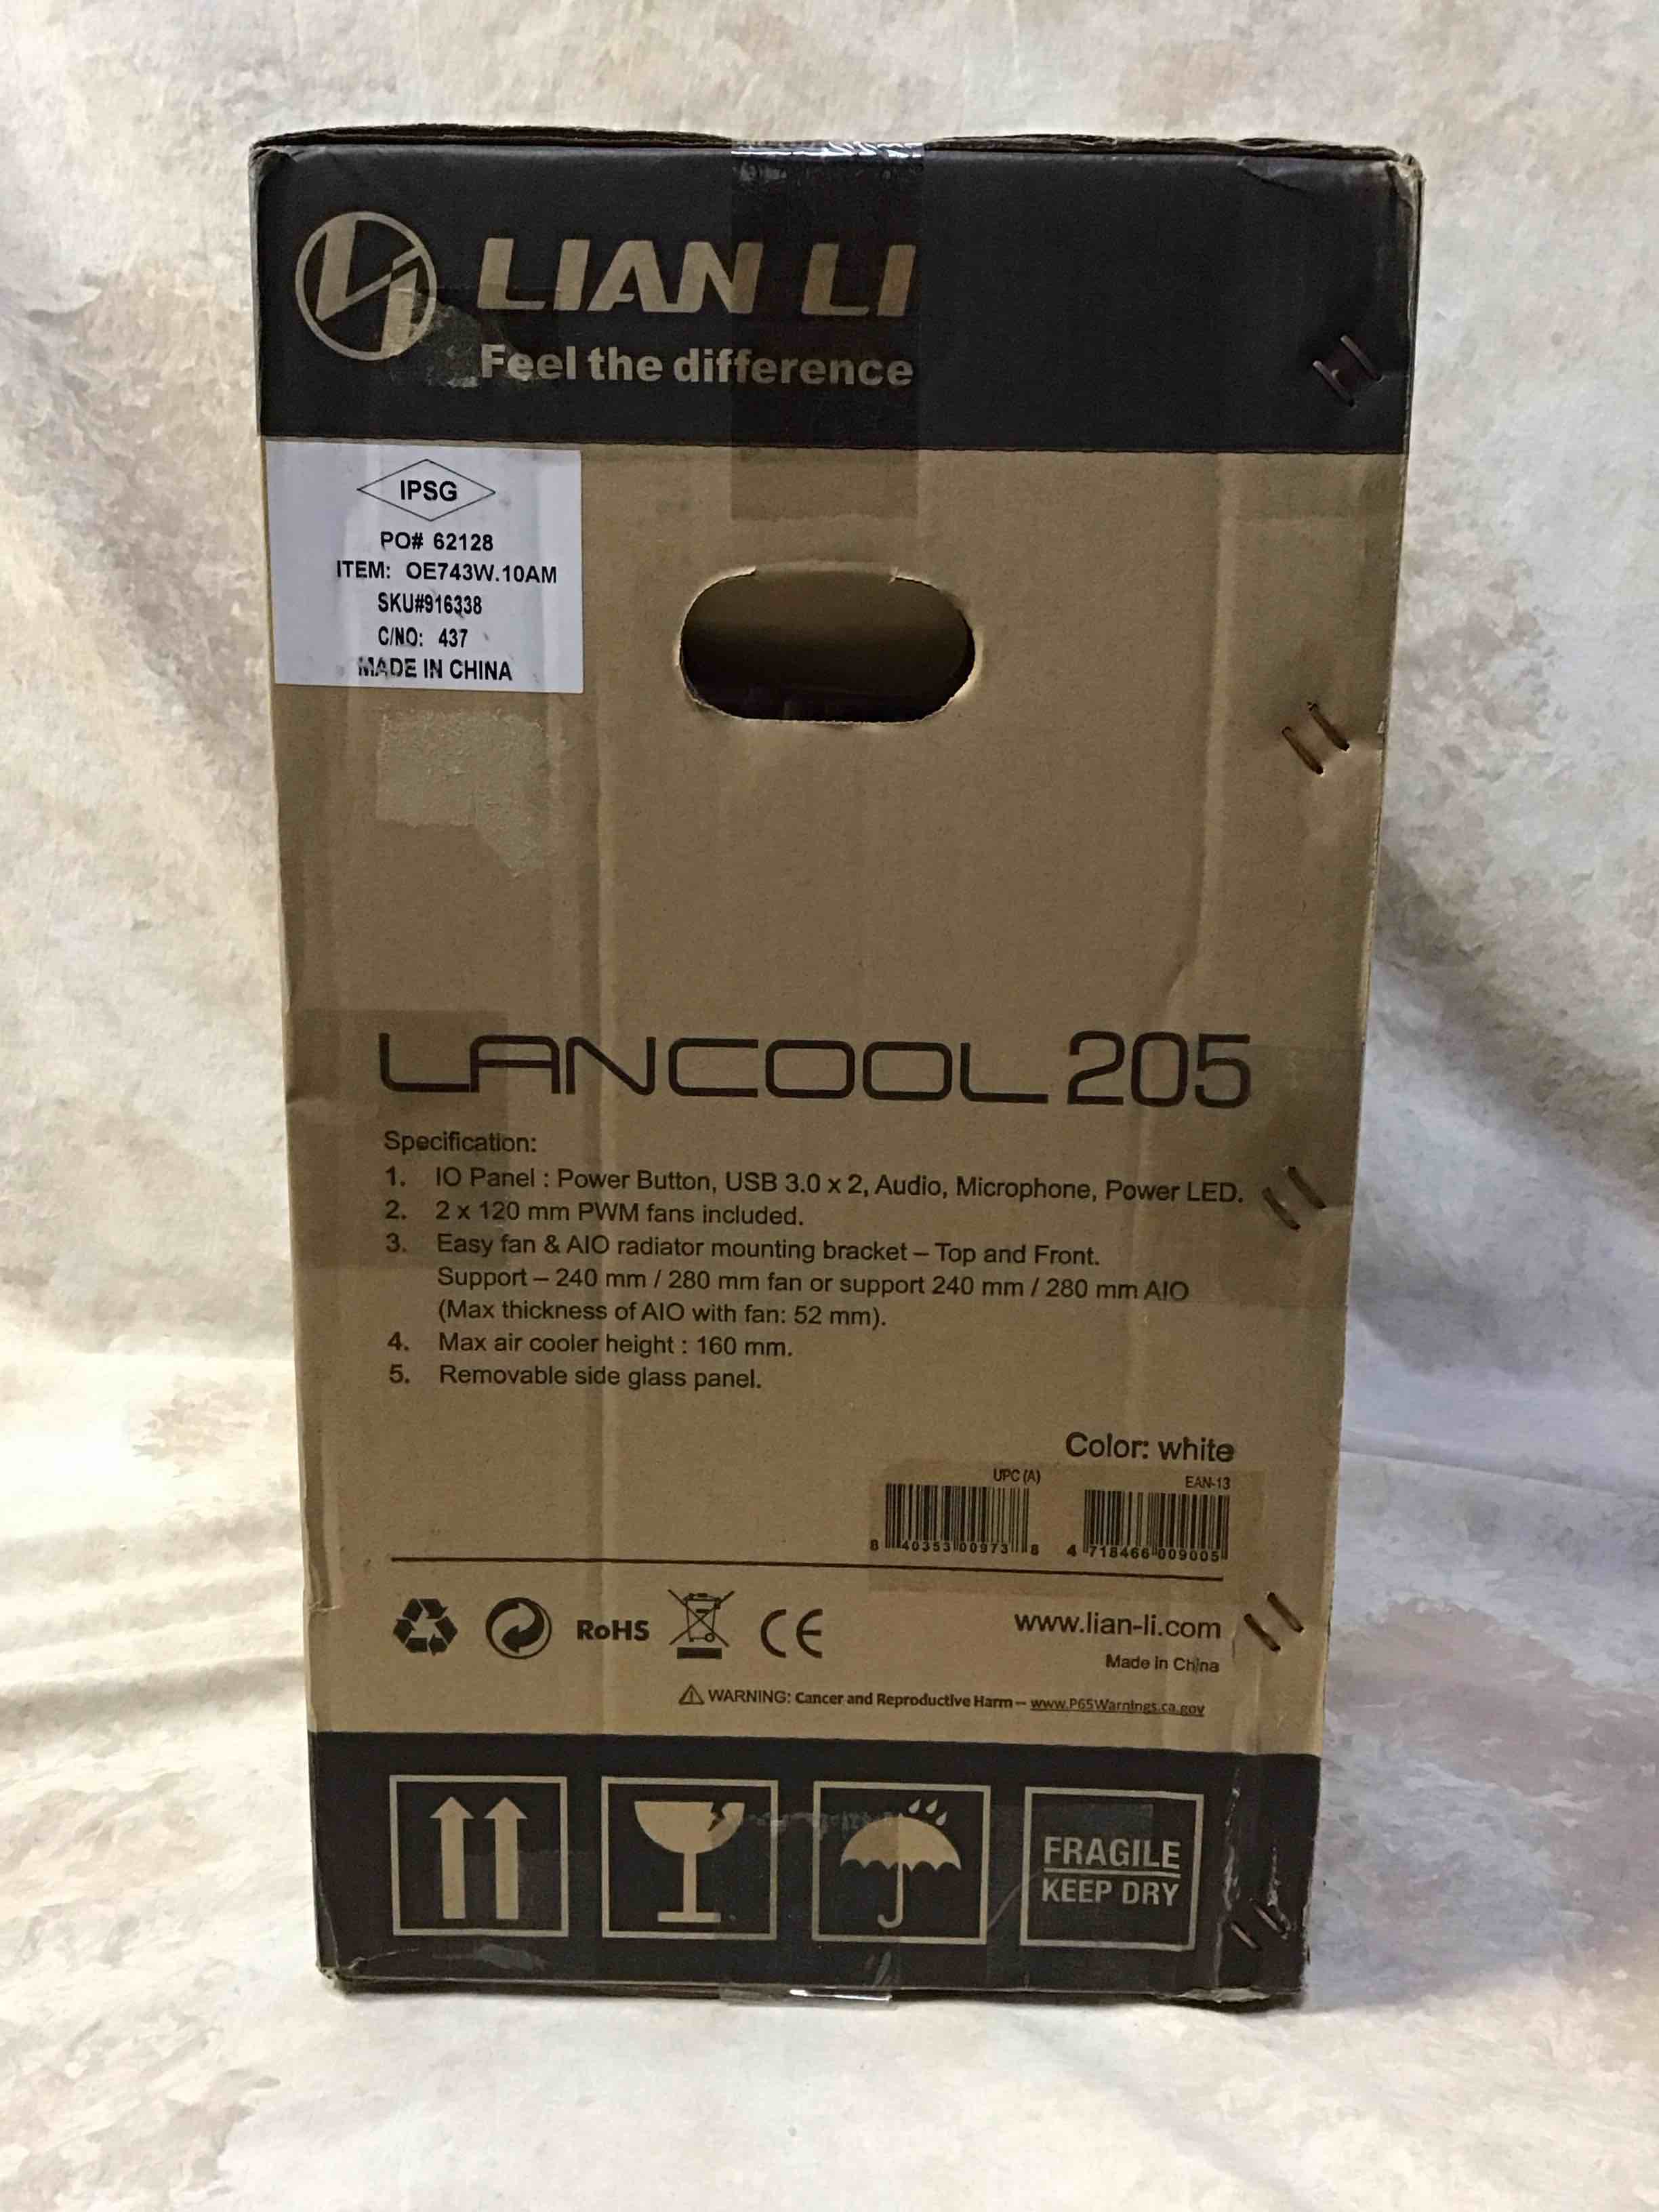 LIAN LI
Feel the difference
IPSG
PO# 62128
ITEM: OE743W.10AM
SKU#916338
C/NO: 437
MADE IN CHINA
LANCOOL 205
Specification:
1. IO Panel : Power Button, USB 3.0 x 2, Audio, Microphone, Power LED.
2. 2 x 120 mm PWM fans included.
3. Easy fan & AIO radiator mounting bracket – Top and Front.
Support – 240 mm / 280 mm fan or support 240 mm / 280 mm AIO
(Max thickness of AIO with fan: 52 mm).
4. Max air cooler height : 160 mm.
5. Removable side glass panel.
Color: white
UPC (A) EAN-13
8 40353 00973 8 4 718466 009005
RoHS CE www.lian-li.com
Made in China
WARNING: Cancer and Reproductive Harm – www.P65Warnings.ca.gov
FRAGILE
KEEP DRY